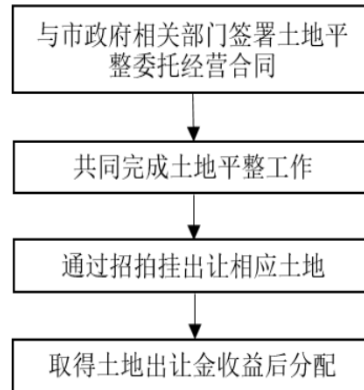 与市政府相关部门签署土地平
整委托经营合同
共同完成土地平整工作
通过招拍挂出让相应土地
取得土地出让金收益后分配